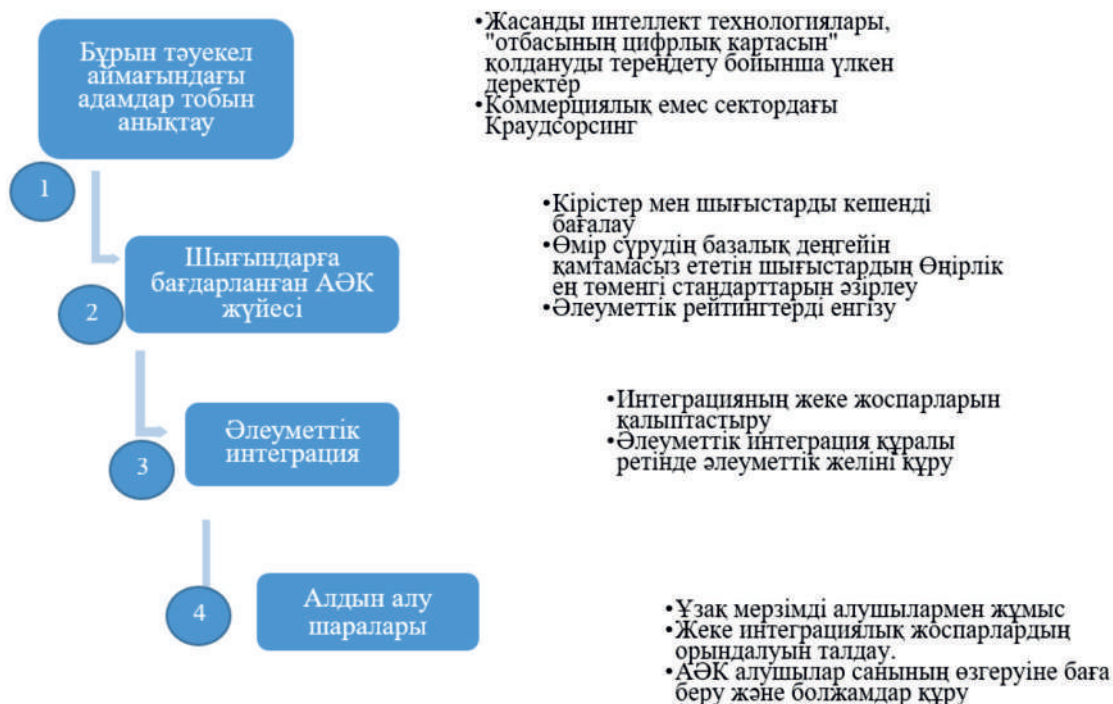 Бұрын тәуекел
аймағындағы
адамдар тобын
анықтау
•Жасанды интеллект технологиялары,
"отбасының цифрлық картасын"
қолдануды тереңдету бойынша үлкен
деректер
•Коммерциялық емес сектордағы
Краудсорсинг
1
Шығындарға
бағдарланған АӘК
жүйесі
•Кірістер мен шығыстарды кешенді
бағалау
•Өмір сүрудің базалық деңгейін
қамтамасыз ететін шығыстардың Өңірлік
ең төменгі стандарттарын әзірлеу
•Әлеуметтік рейтингтерді енгізу
2
Әлеуметтік
интеграция
•Интеграцияның жеке жоспарларын
қалыптастыру
•Әлеуметтік интеграция құралы
ретінде әлеуметтік желіні құру
3
Алдын алу
шаралары
4
•Ұзақ мерзімді алушылармен жұмыс
•Жеке интеграциялық жоспарлардың
орындалуын талдау.
•АӘК алушылар санының өзгеруіне баға
беру және болжамдар құру